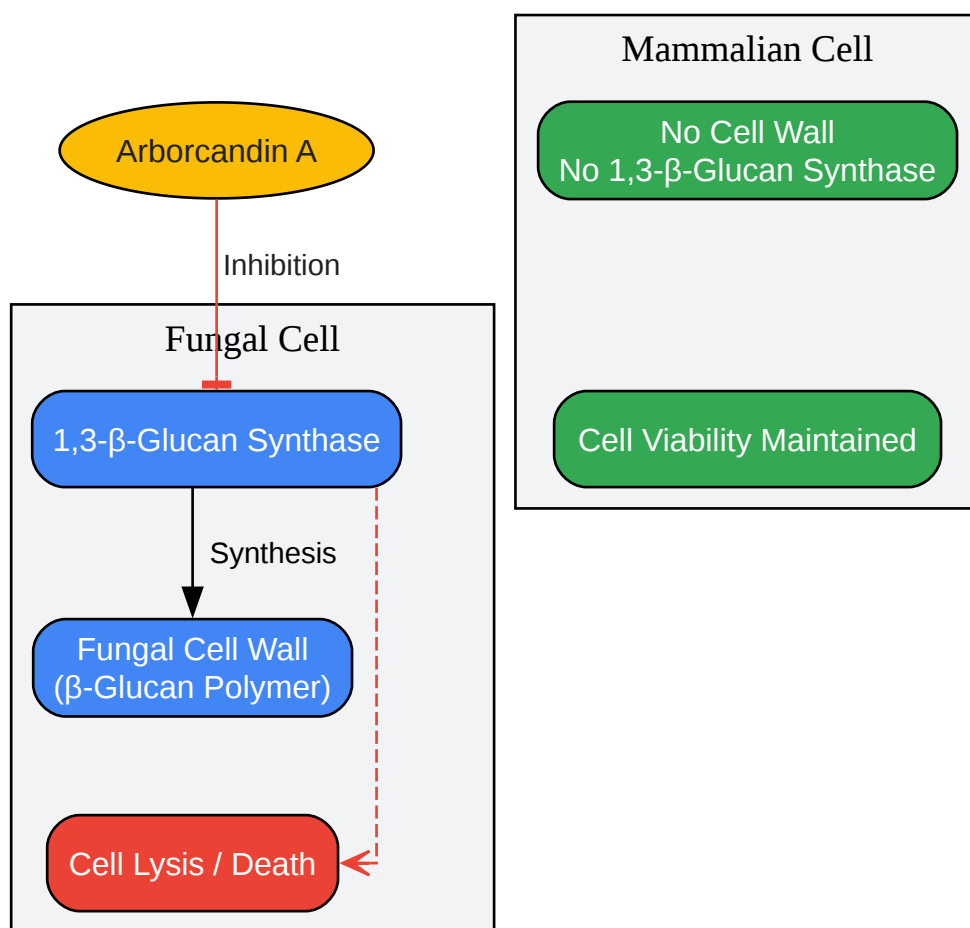 Arborcandin A
Inhibition
Fungal Cell
1,3-β-Glucan Synthase
Synthesis
Fungal Cell Wall
(β-Glucan Polymer)
Cell Lysis / Death
Mammalian Cell
No Cell Wall
No 1,3-β-Glucan Synthase
Cell Viability Maintained